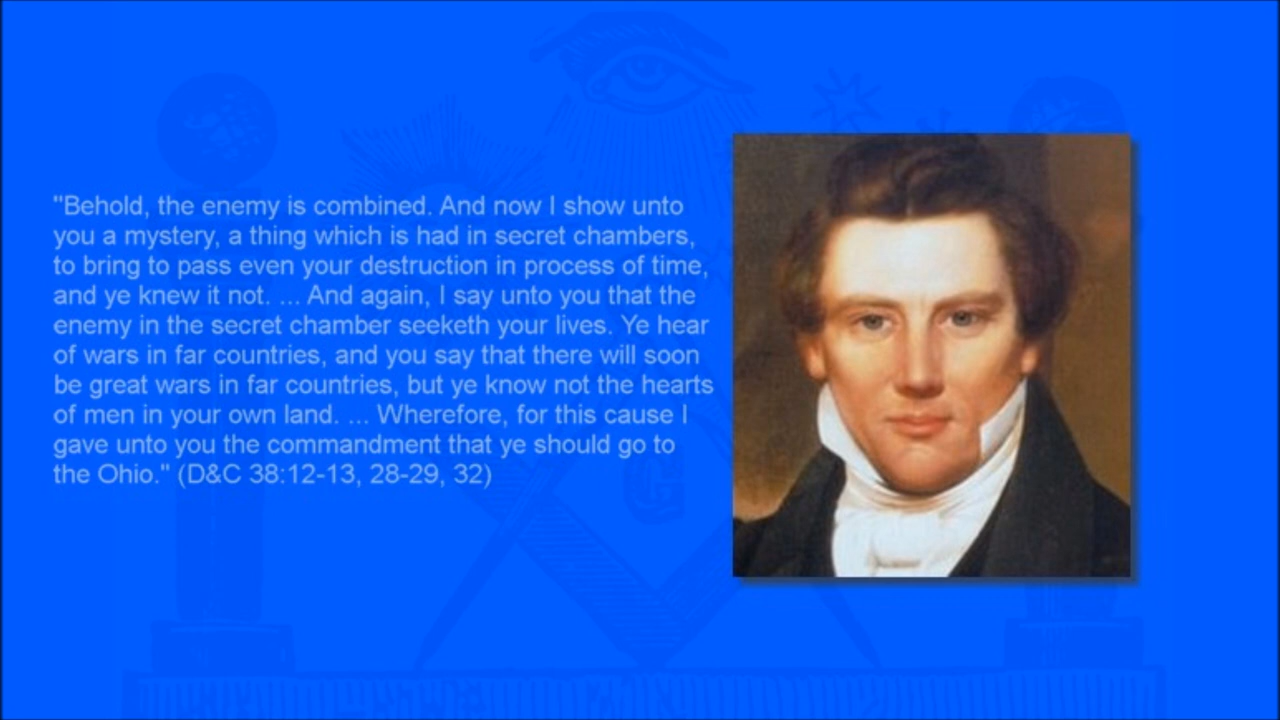 "Behold, the enemy is combined. And now I show unto
you a mystery, a thing which is had in secret chambers,
to bring to pass even your destruction in process of time,
and ye knew it not. ... And again, I say unto you that the
enemy in the secret chamber seeketh your lives. Ye hear
of wars in far countries, and you say that there will soon
be great wars in far countries, but ye know not the hearts
of men in your own land. ... Wherefore, for this cause I
gave unto you the commandment that ye should go to
the Ohio." (D&C 38:12-13, 28-29, 32)
G